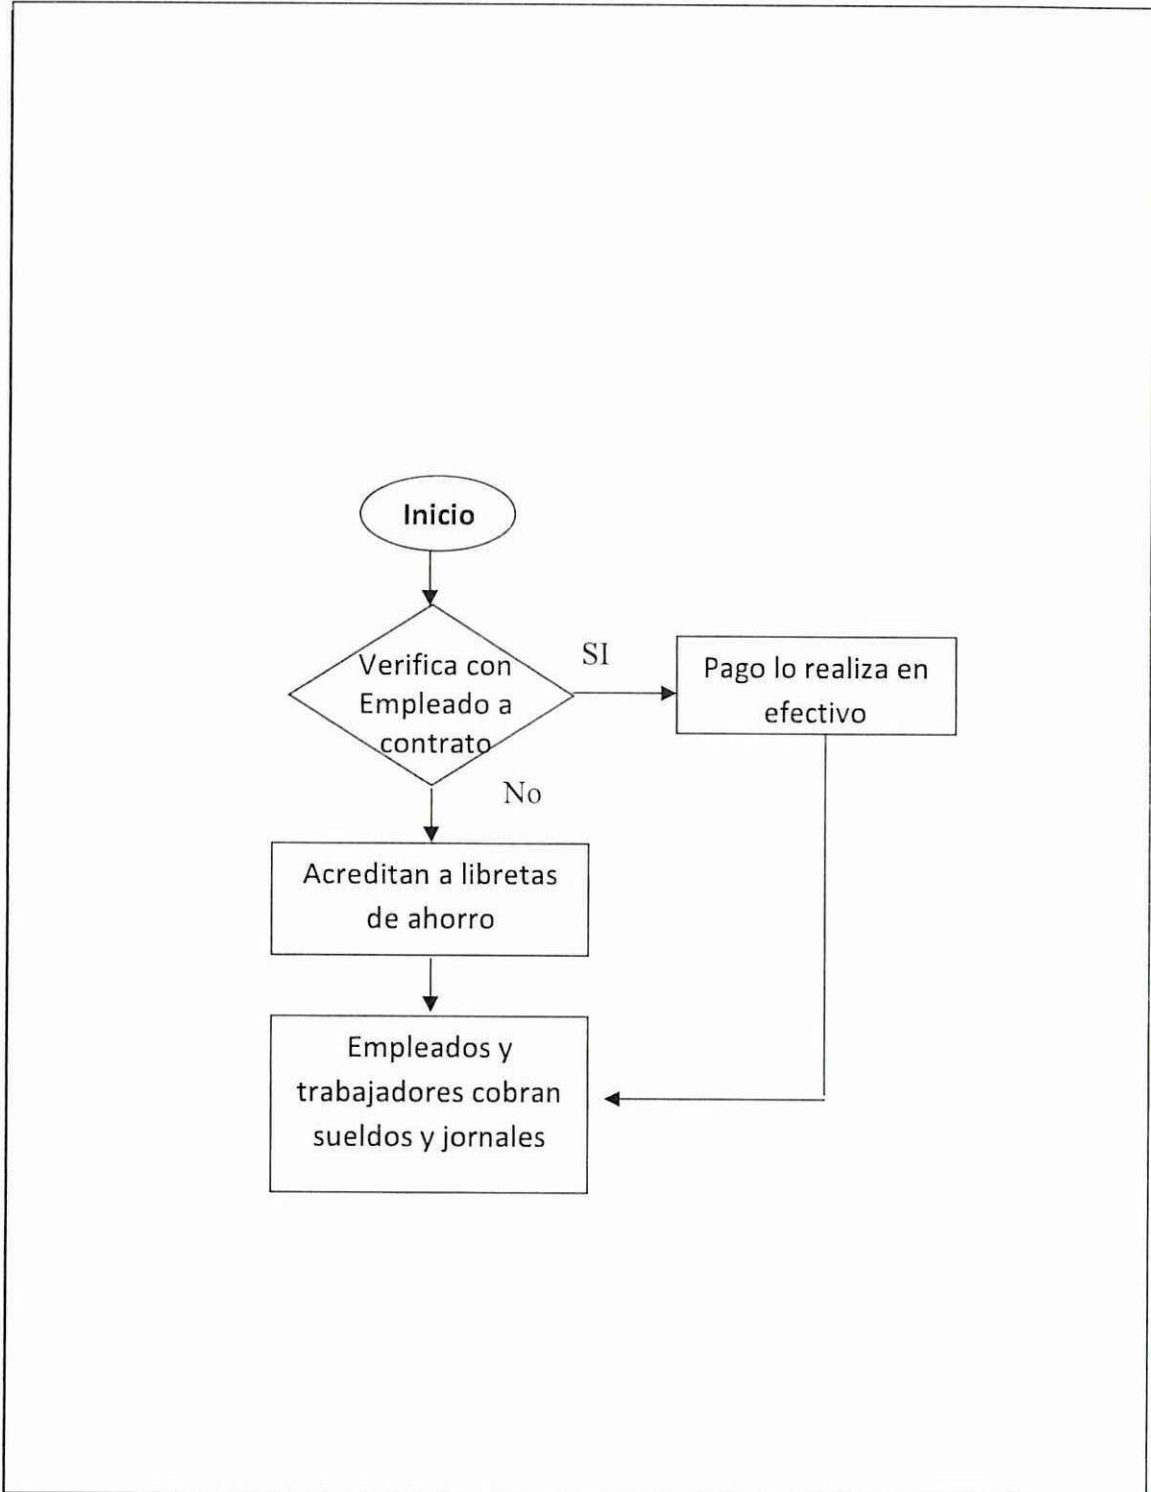 Inicio
Verifica con
Empleado a
contrato
SI
Pago lo realiza en
efectivo
No
Acreditan a libretas
de ahorro
Empleados y
trabajadores cobran
sueldos y jornales